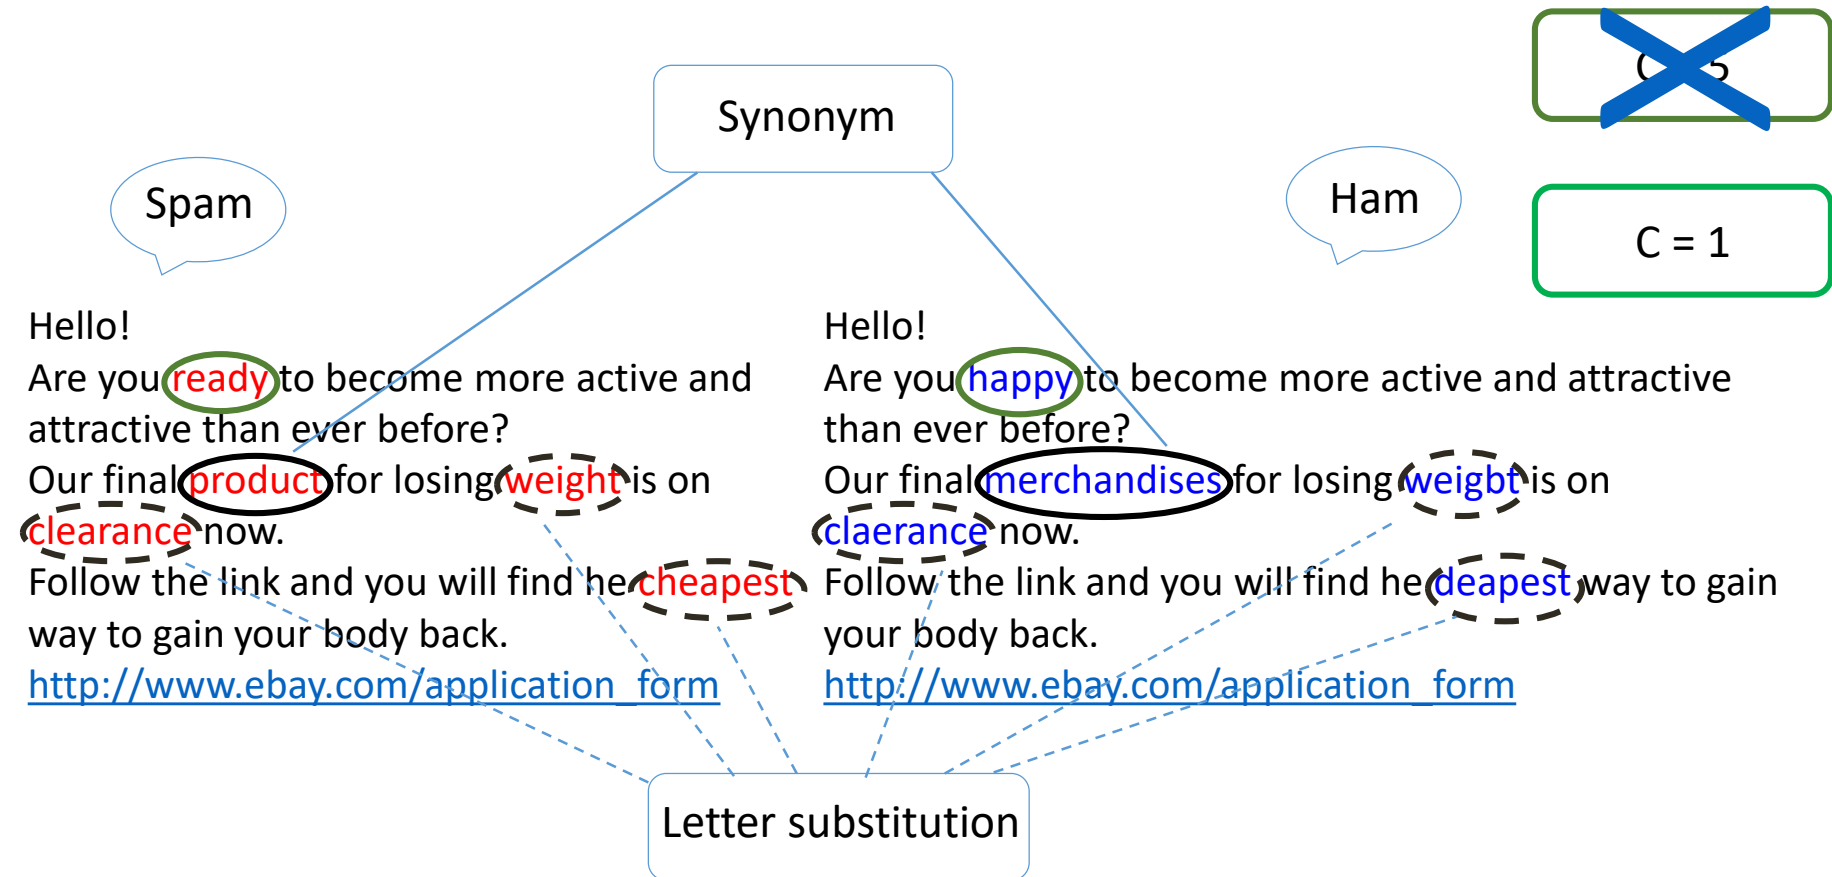 C = 5
Synonym
Spam
Ham
C = 1
Hello!
Are you ready to become more active and
attractive than ever before?
Our final product for losing weight is on
clearance now.
Follow the link and you will find he cheapest
way to gain your body back.
http://www.ebay.com/application_form
Hello!
Are you happy to become more active and attractive
than ever before?
Our final merchandises for losing weigbt is on
claerance now.
Follow the link and you will find he deapest way to gain
your body back.
http://www.ebay.com/application_form
Letter substitution